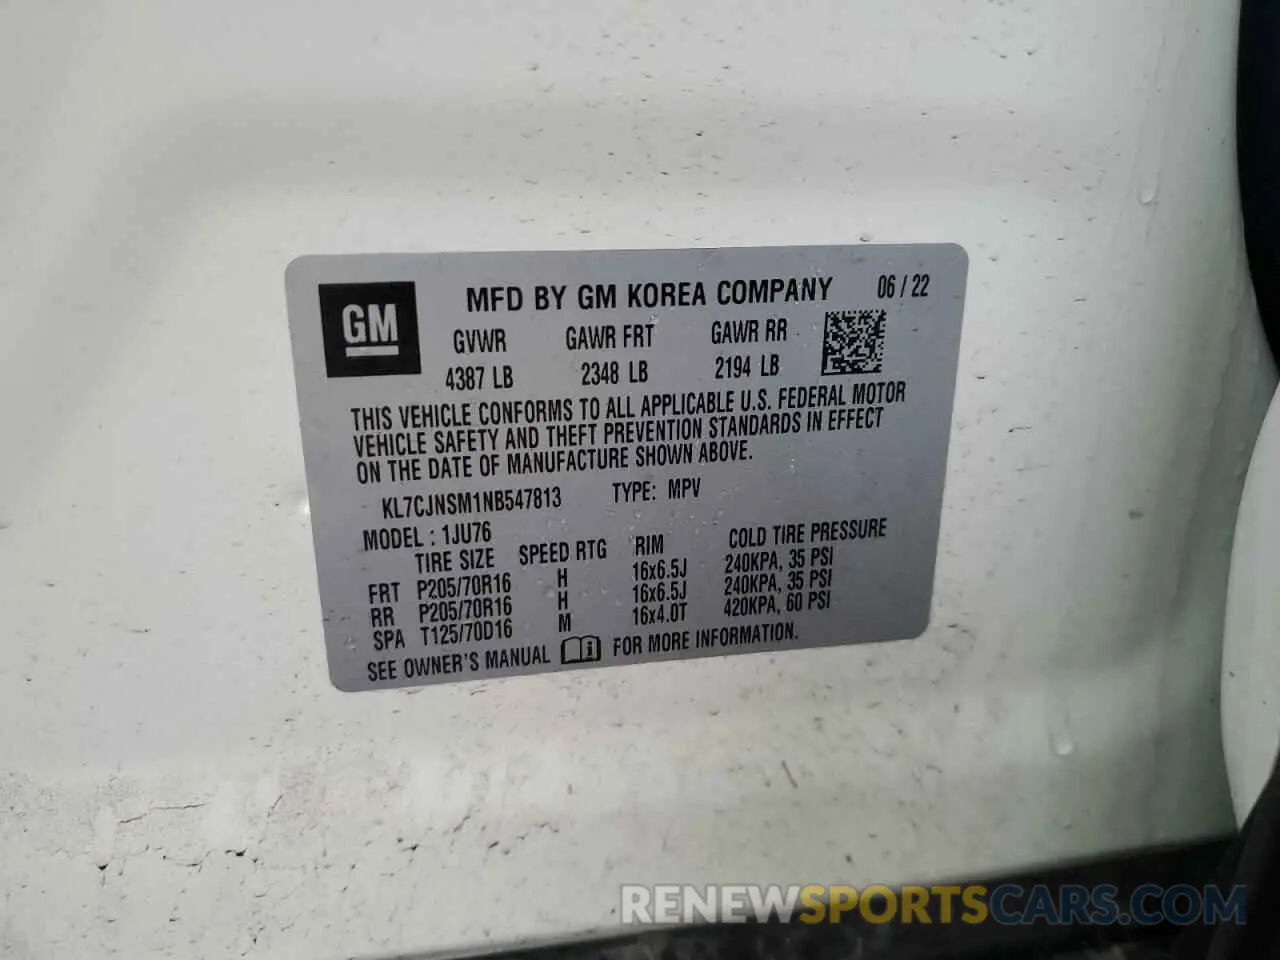 GM
MFD BY GM KOREA COMPANY 06 / 22
GVWR GAWR FRT GAWR RR
4387 LB 2348 LB 2194 LB
THIS VEHICLE CONFORMS TO ALL APPLICABLE U.S. FEDERAL MOTOR
VEHICLE SAFETY AND THEFT PREVENTION STANDARDS IN EFFECT
ON THE DATE OF MANUFACTURE SHOWN ABOVE.
KL7CJNSM1NB547813 TYPE: MPV
MODEL : 1JU76
TIRE SIZE SPEED RTG RIM COLD TIRE PRESSURE
FRT P205/70R16 H 16x6.5J 240KPA, 35 PSI
RR P205/70R16 H 16x6.5J 240KPA, 35 PSI
SPA T125/70D16 M 16x4.0T 420KPA, 60 PSI
SEE OWNER'S MANUAL i FOR MORE INFORMATION.
RENEWSPORTSCARS.COM